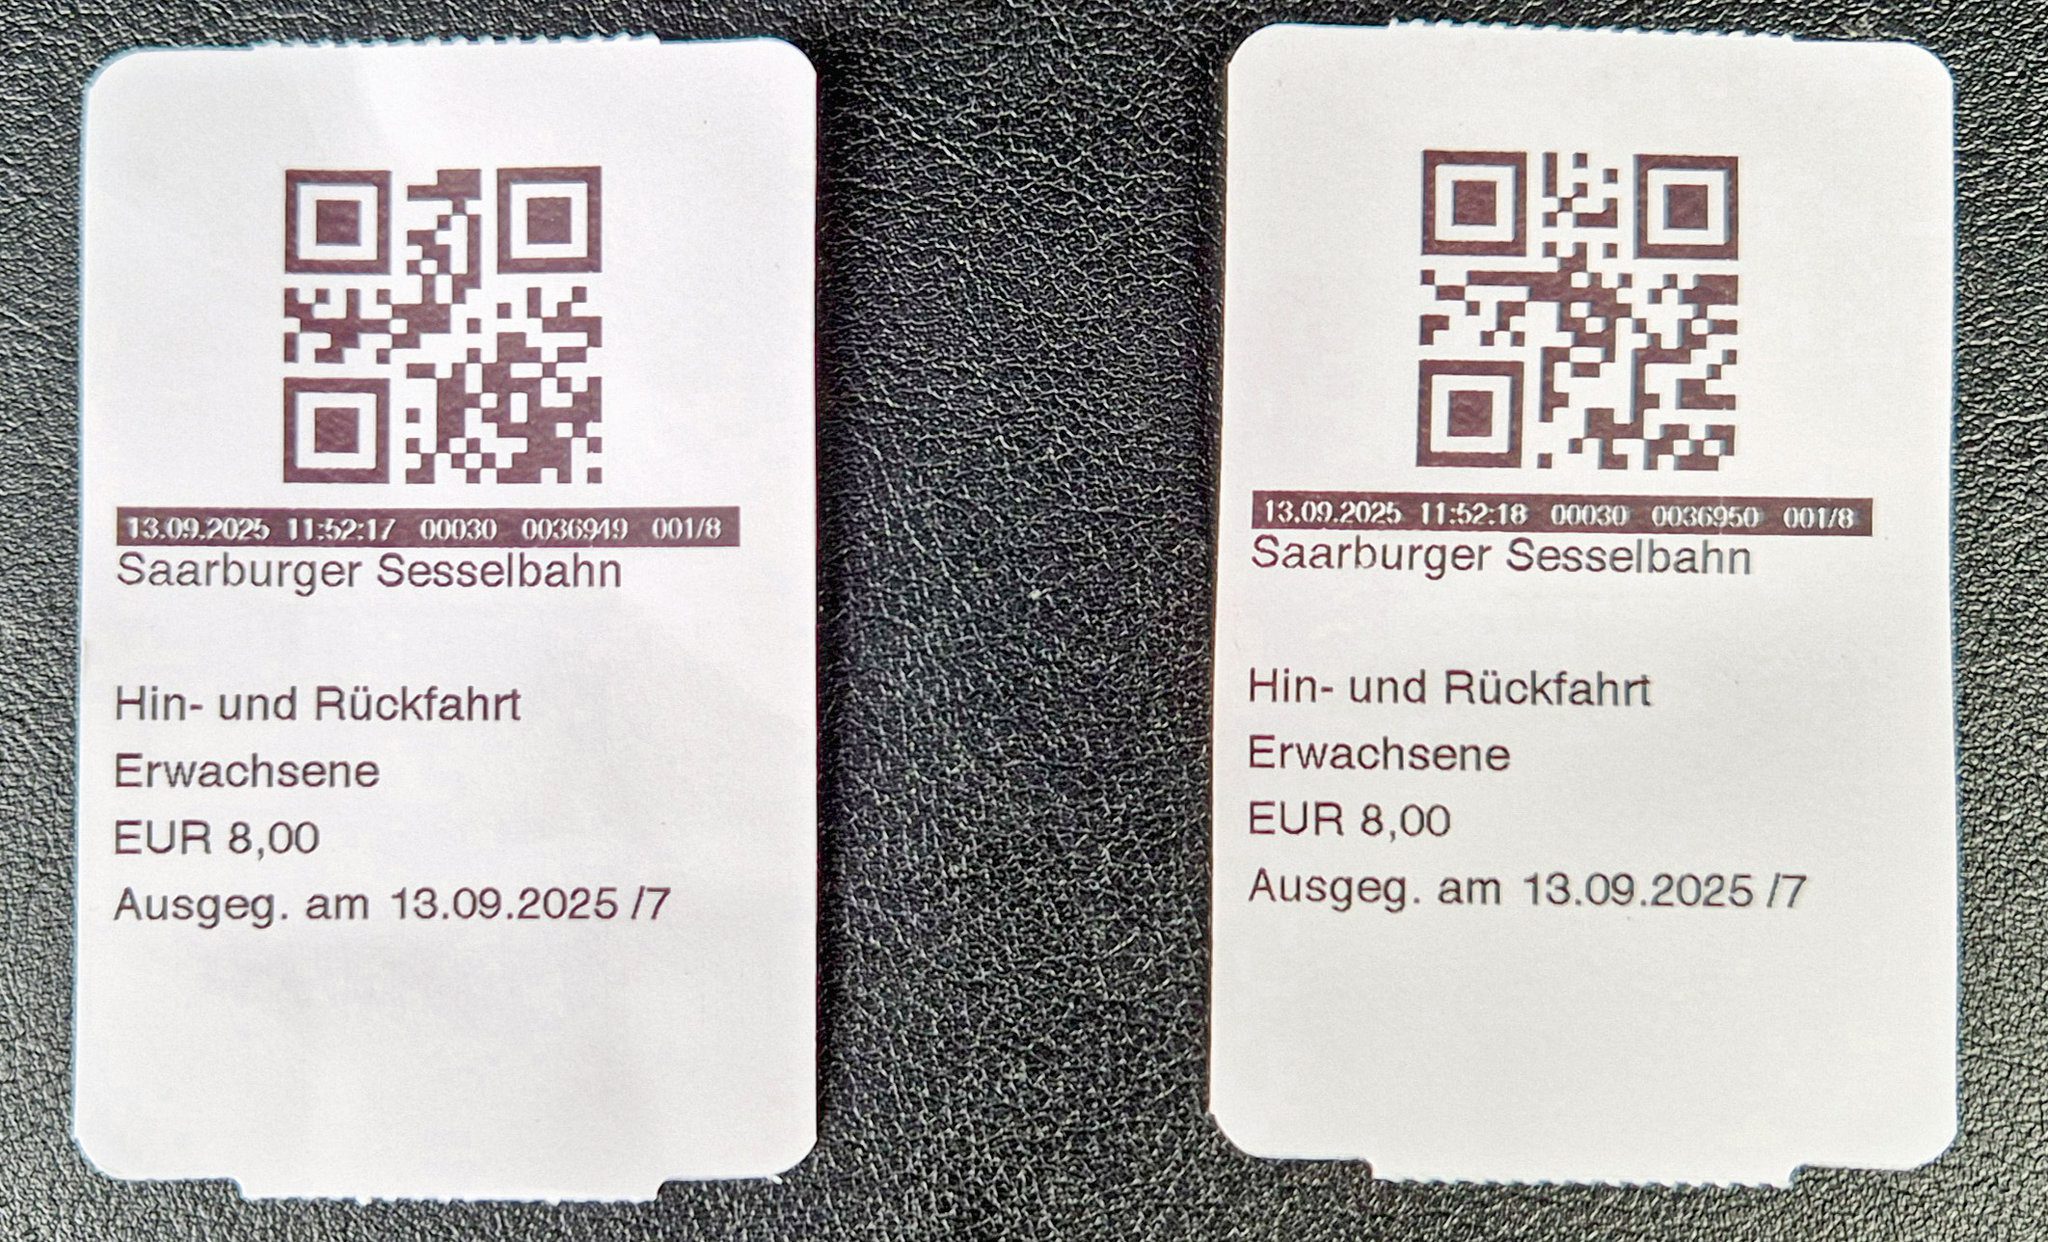 13.09.2025 11:52:17 00030 0036949 001/8
Saarburger Sesselbahn
Hin- und Rückfahrt
Erwachsene
EUR 8,00
Ausgeg. am 13.09.2025 /7
13.09.2025 11:52:18 00030 0036950 001/8
Saarburger Sesselbahn
Hin- und Rückfahrt
Erwachsene
EUR 8,00
Ausgeg. am 13.09.2025 /7